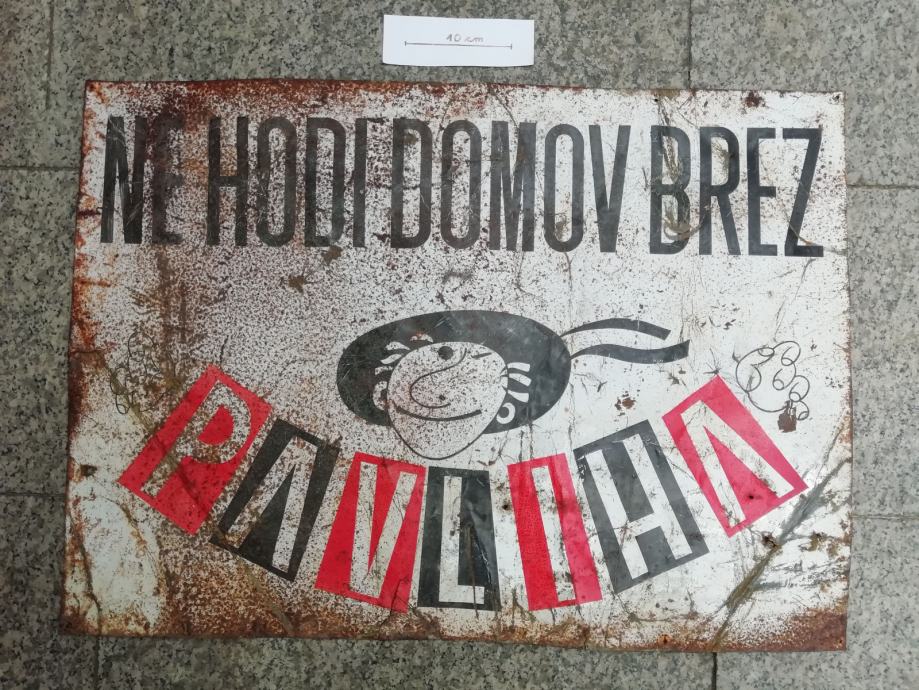 10 cm
NE HODI DOMOV BREZ
PAVLIHA